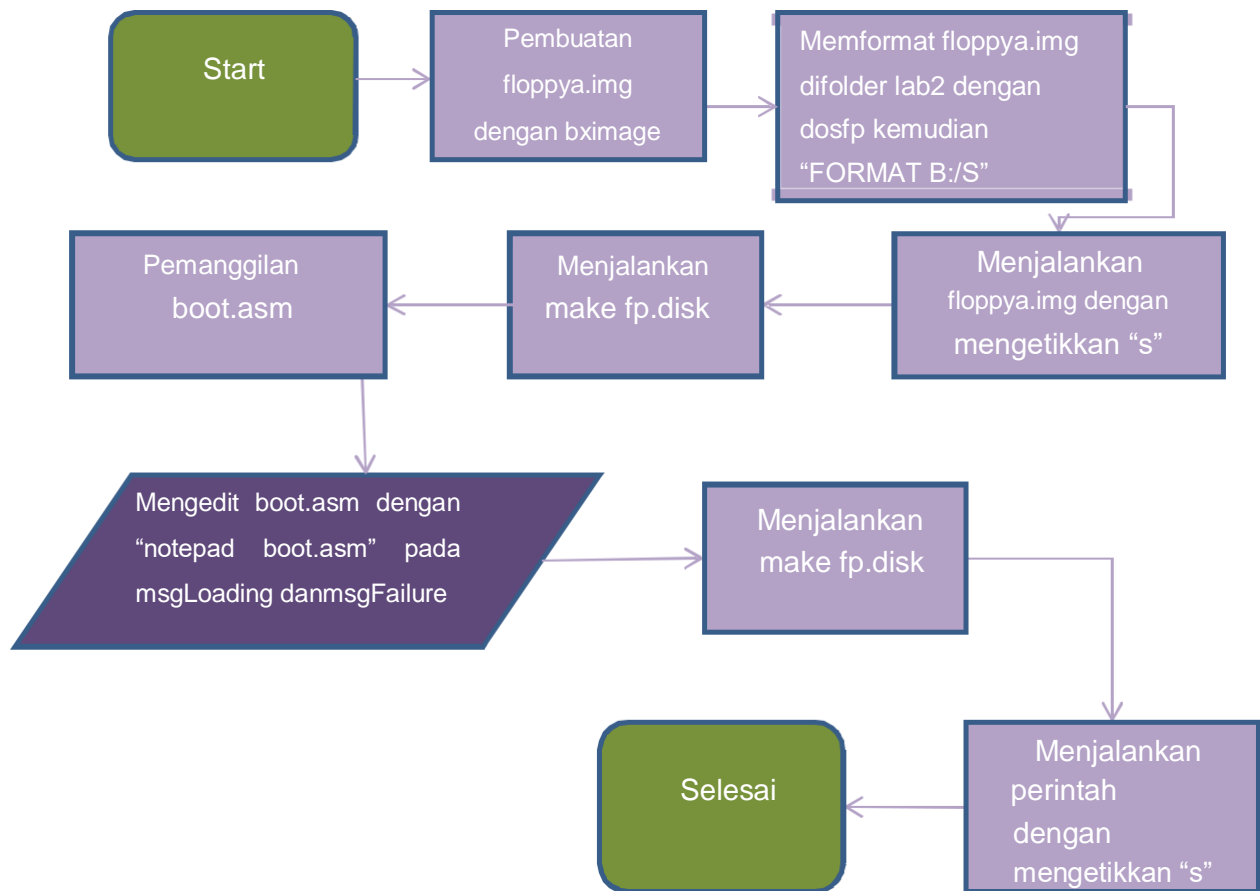 Start
Pembuatan
floppya.img
dengan bximage
Memformat floppya.img
difolder lab2 dengan
dosfp kemudian
“FORMAT B:/S”
Menjalankan
floppya.img dengan
mengetikkan “s”
Menjalankan
make fp.disk
Pemanggilan
boot.asm
Mengedit boot.asm dengan
“notepad boot.asm” pada
msgLoading danmsgFailure
Menjalankan
make fp.disk
Menjalankan
perintah
dengan
mengetikkan “s”
Selesai